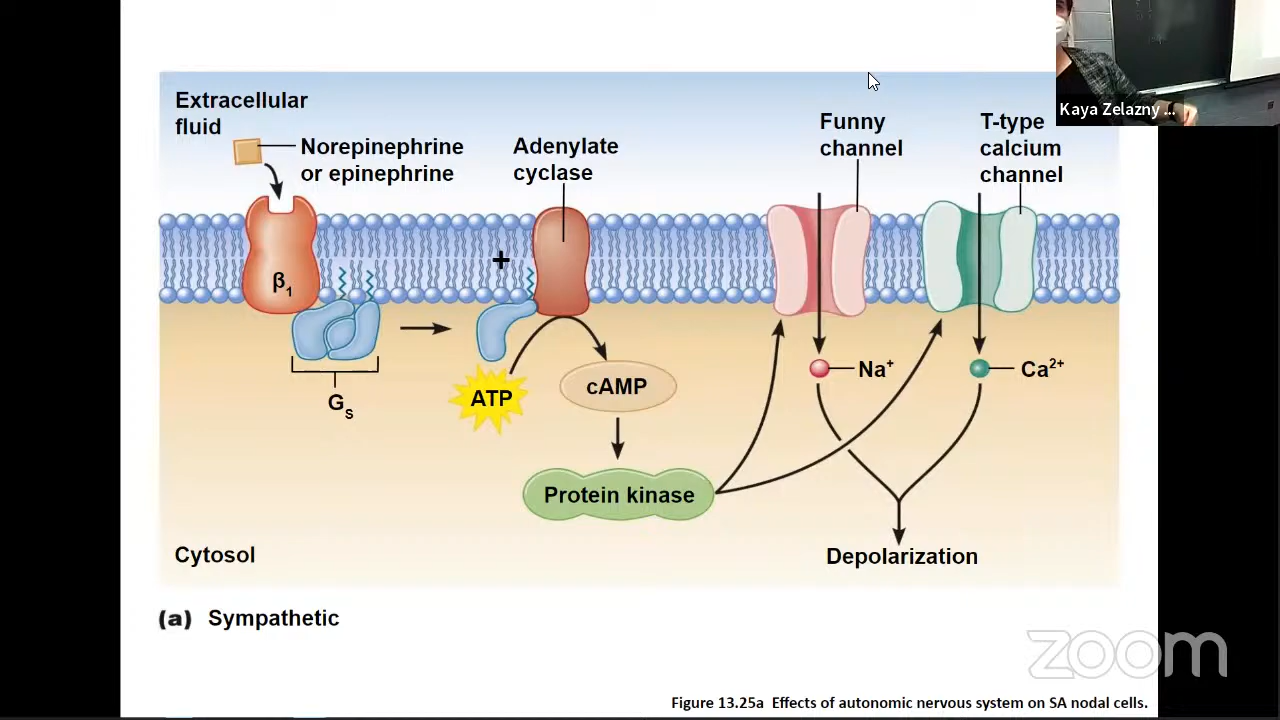 Extracellular
fluid
Norepinephrine
or epinephrine
Adenylate
cyclase
Funny
channel
T-type
calcium
channel
Kaya Zelazny ...
+
β1
Gs
ATP
cAMP
Na+
Ca2+
Protein kinase
Cytosol
Depolarization
(a) Sympathetic
zoom
Figure 13.25a Effects of autonomic nervous system on SA nodal cells.